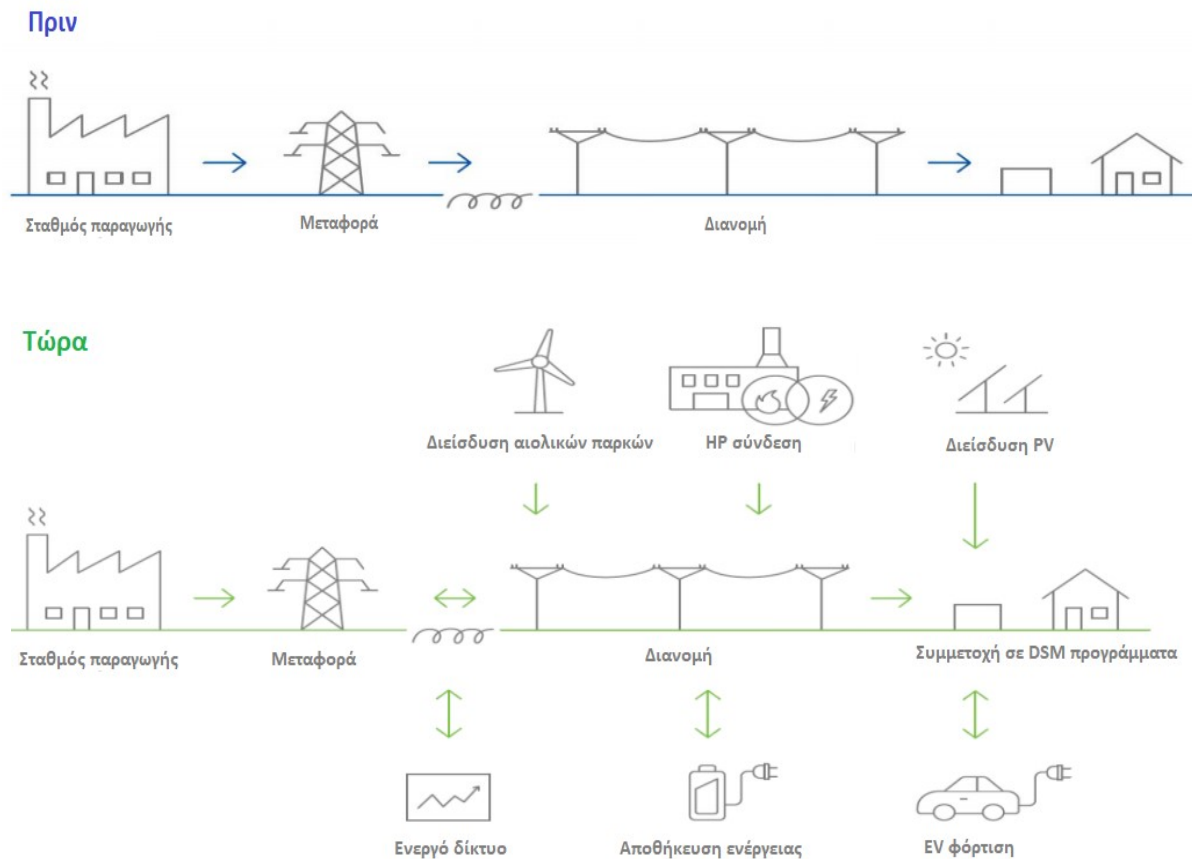 Πριν
Σταθμός παραγωγής
Μεταφορά
Διανομή
Τώρα
Διείσδυση αιολικών παρκών
HP σύνδεση
Διείσδυση PV
Σταθμός παραγωγής
Μεταφορά
Διανομή
Συμμετοχή σε DSM προγράμματα
Ενεργό δίκτυο
Αποθήκευση ενέργειας
EV φόρτιση